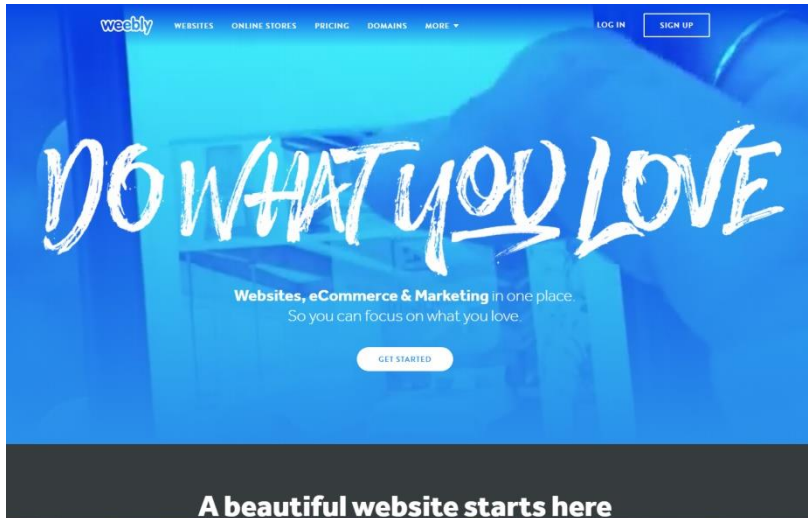 weebly WEBSITES ONLINE STORES PRICING DOMAINS MORE LOG IN SIGN UP
DO WHAT YOU LOVE
Websites, eCommerce & Marketing in one place.
So you can focus on what you love.
GET STARTED
A beautiful website starts here